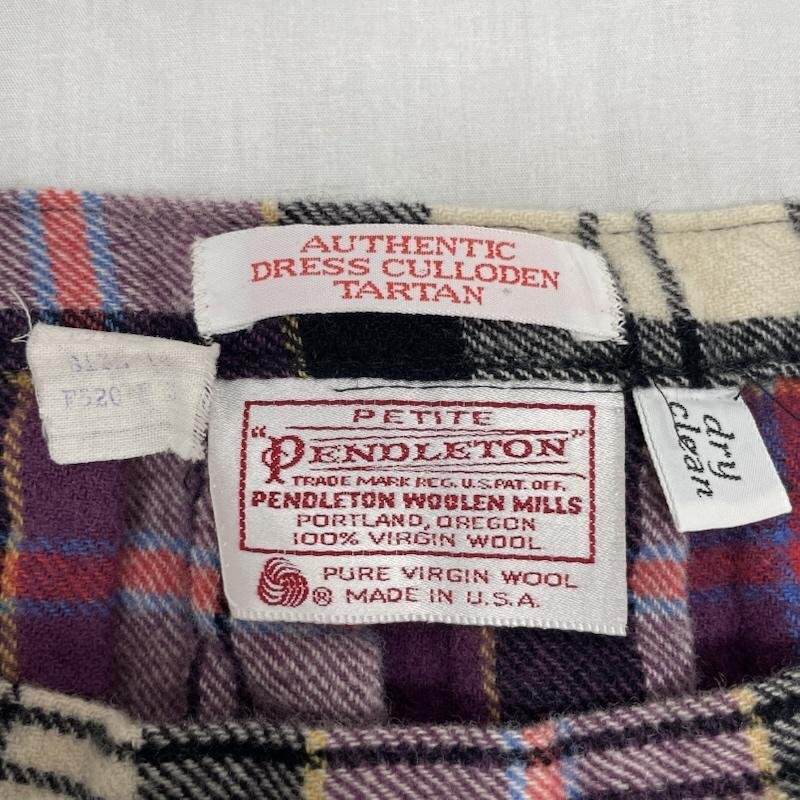 AUTHENTIC
DRESS CULLODEN
TARTAN
SIZE
PETITE
"PENDLETON"
TRADE MARK REG. U.S. PAT. OFF.
PENDLETON WOOLEN MILLS
PORTLAND, OREGON
100% VIRGIN WOOL
PURE VIRGIN WOOL
® MADE IN U.S.A.
dry
clean